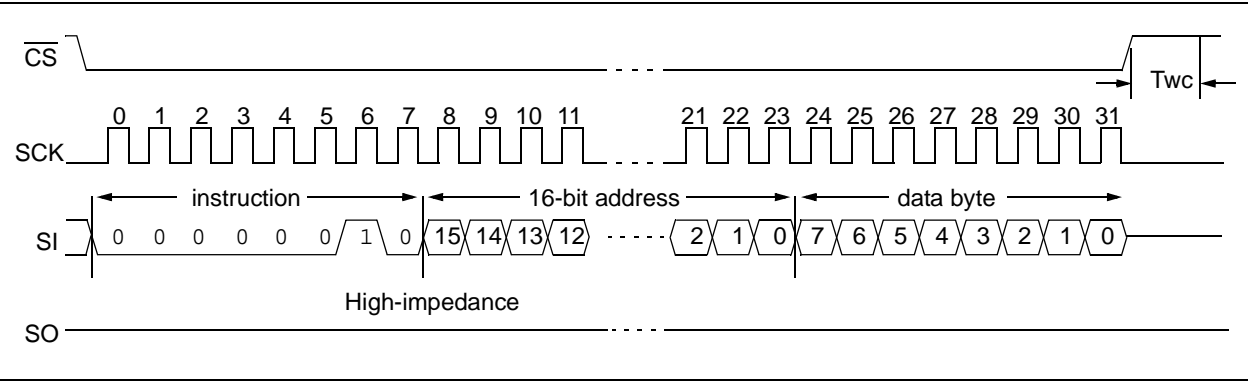 CS
Twc
0 1 2 3 4 5 6 7 8 9 10 11 21 22 23 24 25 26 27 28 29 30 31
SCK
instruction 16-bit address data byte
SI 0 0 0 0 0 0 1 0 15 14 13 12 2 1 0 7 6 5 4 3 2 1 0
High-impedance
SO